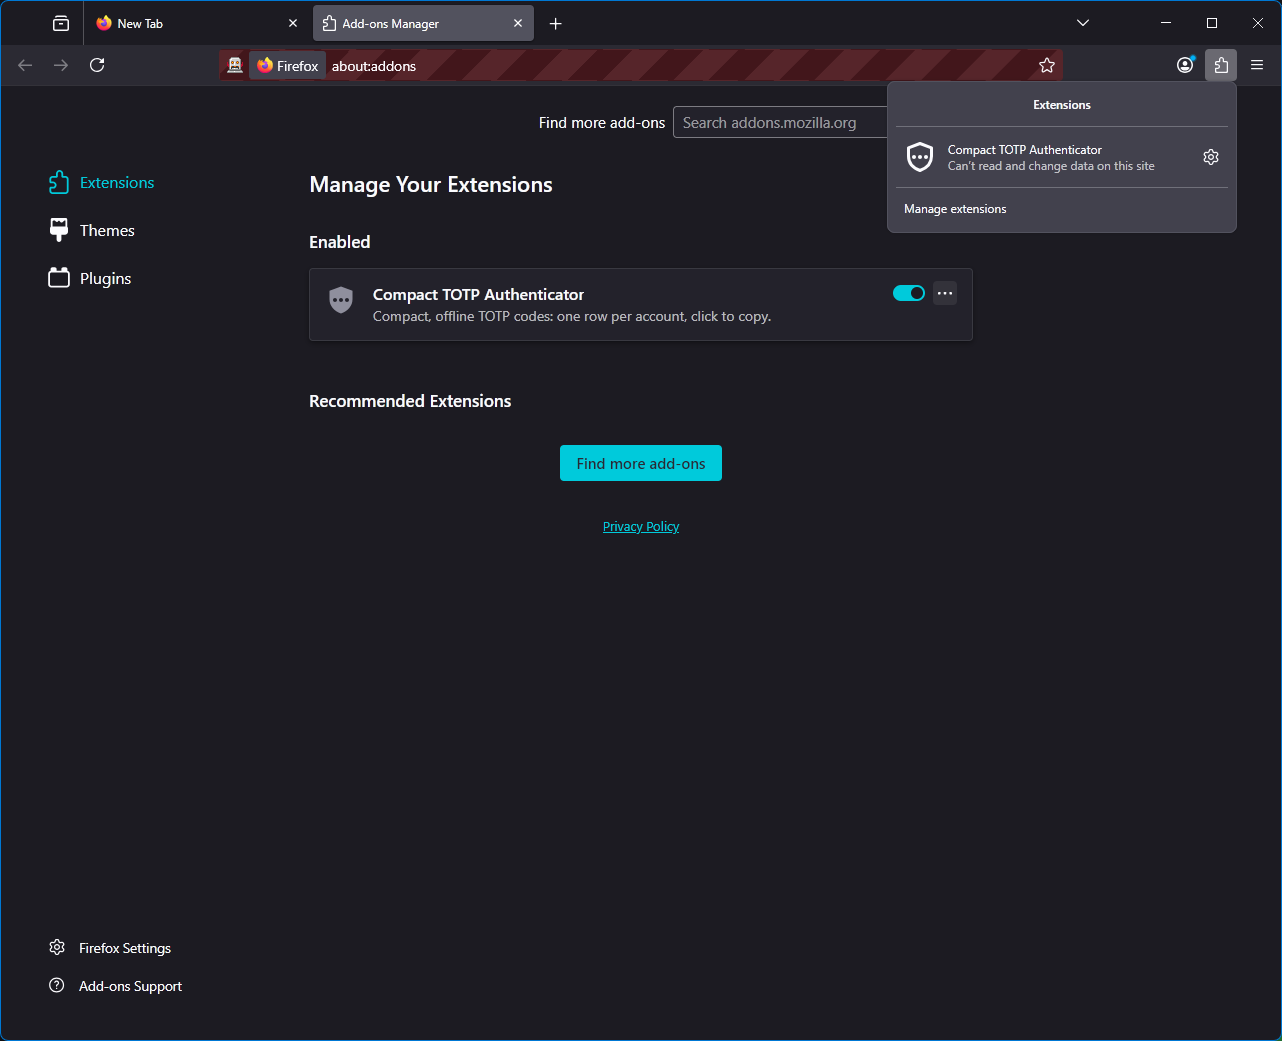 New Tab
Add-ons Manager
Firefox
about:addons
Extensions
Compact TOTP Authenticator
Can't read and change data on this site
Manage extensions
Find more add-ons
Search addons.mozilla.org
Extensions
Themes
Plugins
Manage Your Extensions
Enabled
Compact TOTP Authenticator
Compact, offline TOTP codes: one row per account, click to copy.
Recommended Extensions
Find more add-ons
Privacy Policy
Firefox Settings
Add-ons Support